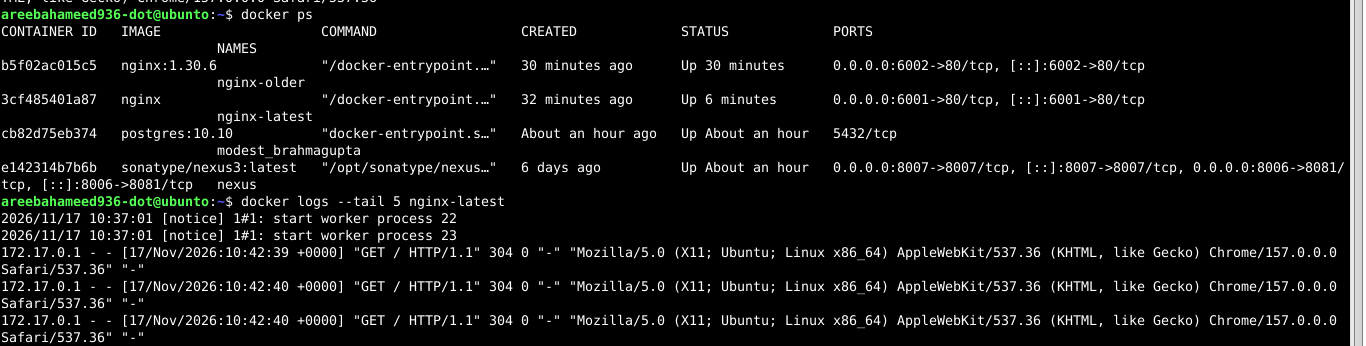 areebahameed936-dot@ubunto:~$ docker ps
CONTAINER ID   IMAGE                    COMMAND                  CREATED             STATUS             PORTS
                          NAMES
b5f02ac015c5   nginx:1.30.6             "/docker-entrypoint.…"   30 minutes ago      Up 30 minutes      0.0.0.0:6002->80/tcp, [::]:6002->80/tcp
                          nginx-older
3cf485401a87   nginx                    "/docker-entrypoint.…"   32 minutes ago      Up 6 minutes       0.0.0.0:6001->80/tcp, [::]:6001->80/tcp
                          nginx-latest
cb82d75eb374   postgres:10.10           "docker-entrypoint.s…"   About an hour ago   Up About an hour   5432/tcp
                          modest_brahmagupta
e142314b7b6b   sonatype/nexus3:latest   "/opt/sonatype/nexus…"   6 days ago          Up About an hour   0.0.0.0:8007->8007/tcp, [::]:8007->8007/tcp, 0.0.0.0:8006->8081/
tcp, [::]:8006->8081/tcp   nexus
areebahameed936-dot@ubunto:~$ docker logs --tail 5 nginx-latest
2026/11/17 10:37:01 [notice] 1#1: start worker process 22
2026/11/17 10:37:01 [notice] 1#1: start worker process 23
172.17.0.1 - - [17/Nov/2026:10:42:39 +0000] "GET / HTTP/1.1" 304 0 "-" "Mozilla/5.0 (X11; Ubuntu; Linux x86_64) AppleWebKit/537.36 (KHTML, like Gecko) Chrome/157.0.0.0
Safari/537.36" "-"
172.17.0.1 - - [17/Nov/2026:10:42:40 +0000] "GET / HTTP/1.1" 304 0 "-" "Mozilla/5.0 (X11; Ubuntu; Linux x86_64) AppleWebKit/537.36 (KHTML, like Gecko) Chrome/157.0.0.0
Safari/537.36" "-"
172.17.0.1 - - [17/Nov/2026:10:42:40 +0000] "GET / HTTP/1.1" 304 0 "-" "Mozilla/5.0 (X11; Ubuntu; Linux x86_64) AppleWebKit/537.36 (KHTML, like Gecko) Chrome/157.0.0.0
Safari/537.36" "-"